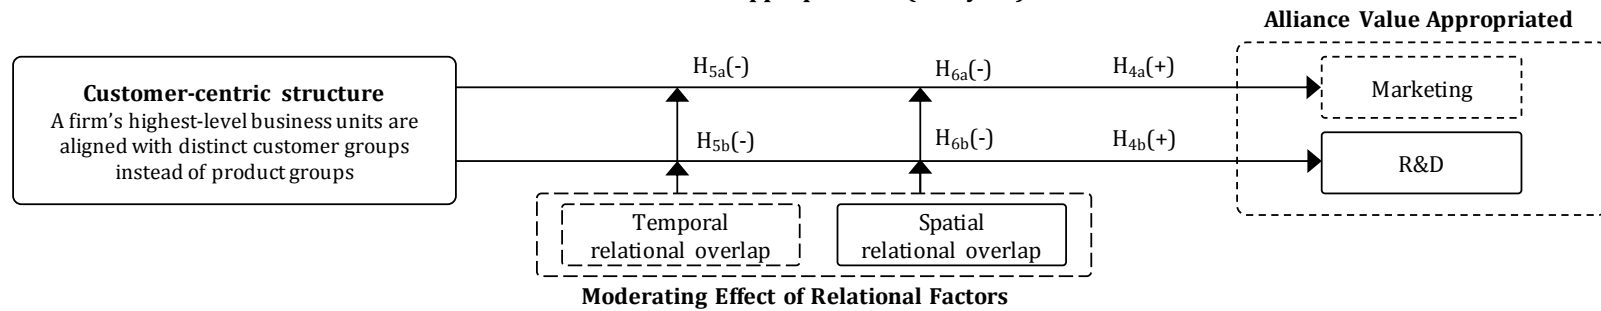 Alliance Value Appropriated
H5a(-)
H6a(-)
H4a(+)
Customer-centric structure
A firm's highest-level business units are
aligned with distinct customer groups
instead of product groups
Marketing
H5b(-)
H6b(-)
H4b(+)
R&D
Temporal
relational overlap
Spatial
relational overlap
Moderating Effect of Relational Factors